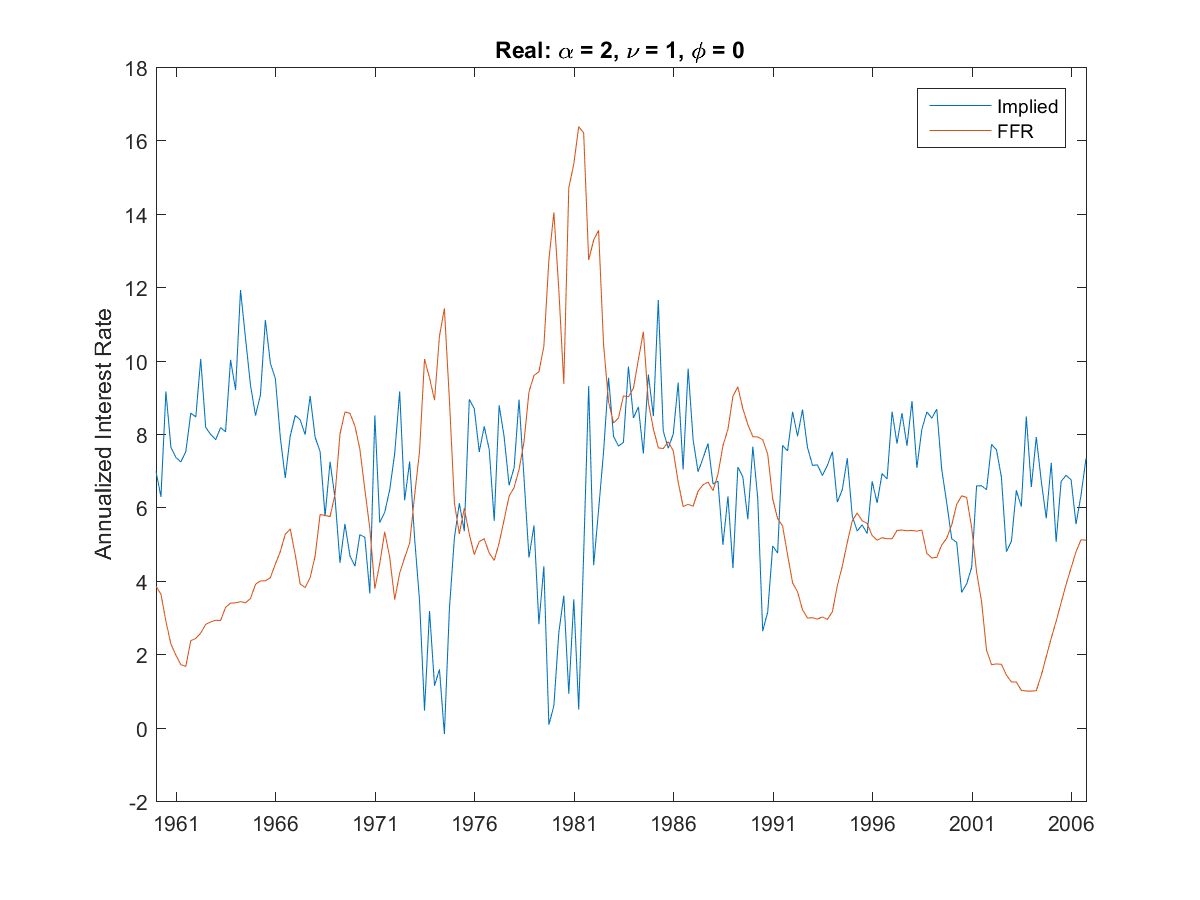 Real: α = 2, ν = 1, ϕ = 0
Implied
FFR
Annualized Interest Rate
18
16
14
12
10
8
6
4
2
0
-2
1961 1966 1971 1976 1981 1986 1991 1996 2001 2006